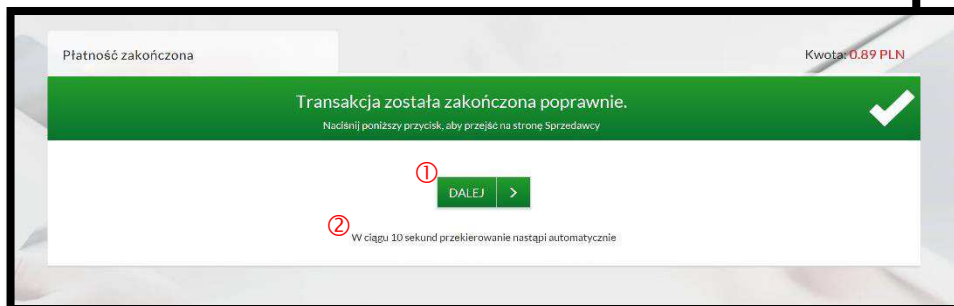 Płatność zakończona
Kwota: 0.89 PLN
Transakcja została zakończona poprawnie.
Naciśnij poniższy przycisk, aby przejść na stronę Sprzedawcy
①
DALEJ >
②
W ciągu 10 sekund przekierowanie nastąpi automatycznie